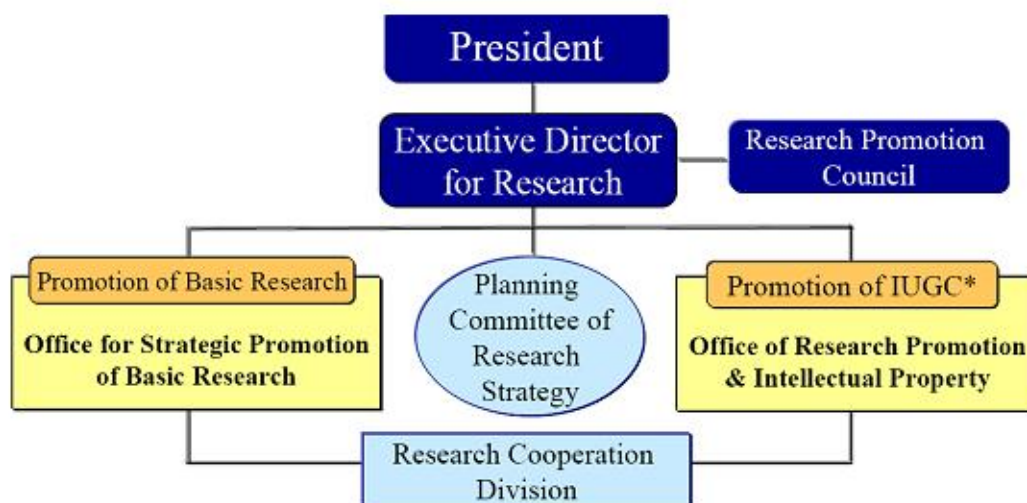 President
Executive Director
for Research
Research Promotion
Council
Promotion of Basic Research
Office for Strategic Promotion
of Basic Research
Planning
Committee of
Research
Strategy
Promotion of IUGC*
Office of Research Promotion
& Intellectual Property
Research Cooperation
Division